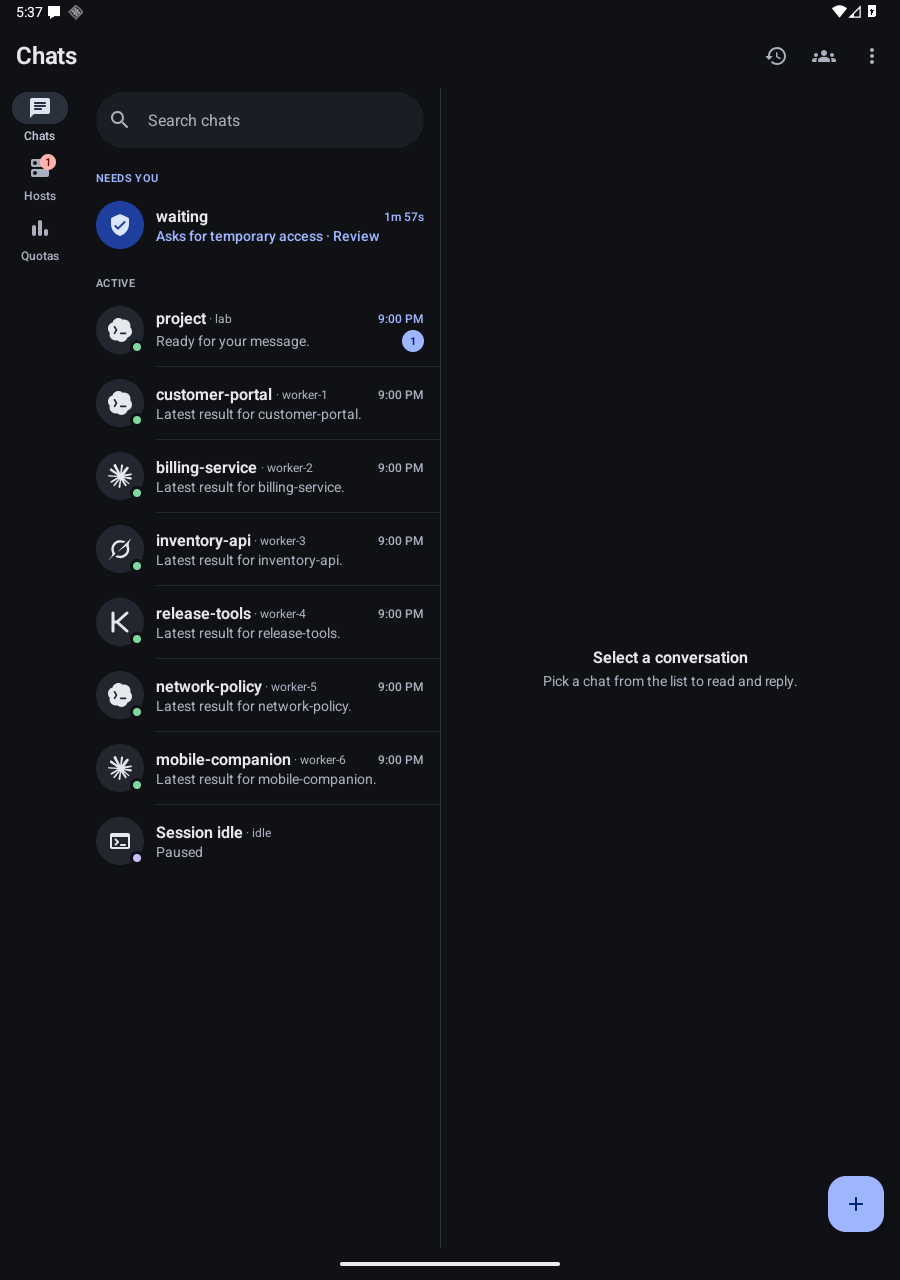 5:37
Chats
Search chats
Chats
1
Hosts
Quotas
NEEDS YOU
waiting 1m 57s
Asks for temporary access · Review
ACTIVE
project · lab 9:00 PM
Ready for your message. 1
customer-portal · worker-1 9:00 PM
Latest result for customer-portal.
billing-service · worker-2 9:00 PM
Latest result for billing-service.
inventory-api · worker-3 9:00 PM
Latest result for inventory-api.
release-tools · worker-4 9:00 PM
Latest result for release-tools.
network-policy · worker-5 9:00 PM
Latest result for network-policy.
mobile-companion · worker-6 9:00 PM
Latest result for mobile-companion.
Session idle · idle
Paused
Select a conversation
Pick a chat from the list to read and reply.